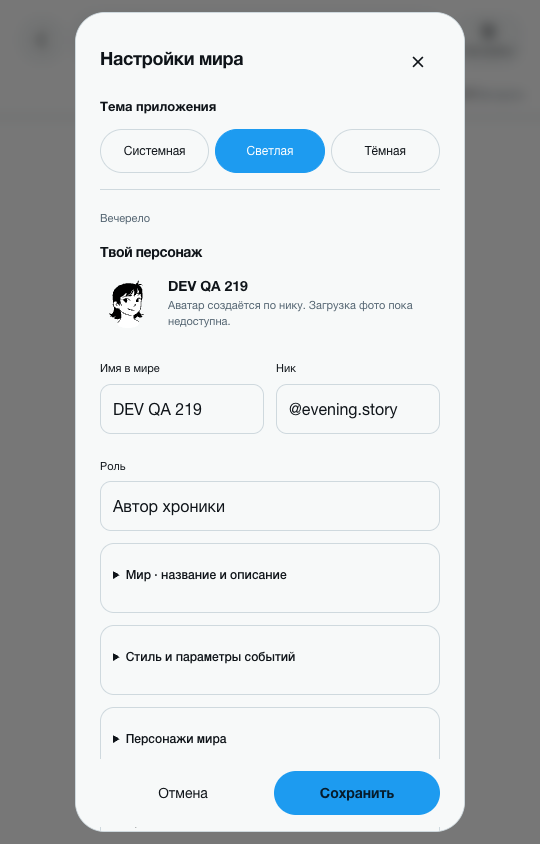 Настройки мира
Тема приложения
Системная
Светлая
Тёмная
Вечерело
Твой персонаж
DEV QA 219
Аватар создаётся по нику. Загрузка фото пока
недоступна.
Имя в мире
Ник
DEV QA 219
@evening.story
Роль
Автор хроники
Мир · название и описание
Стиль и параметры событий
Персонажи мира
Отмена
Сохранить